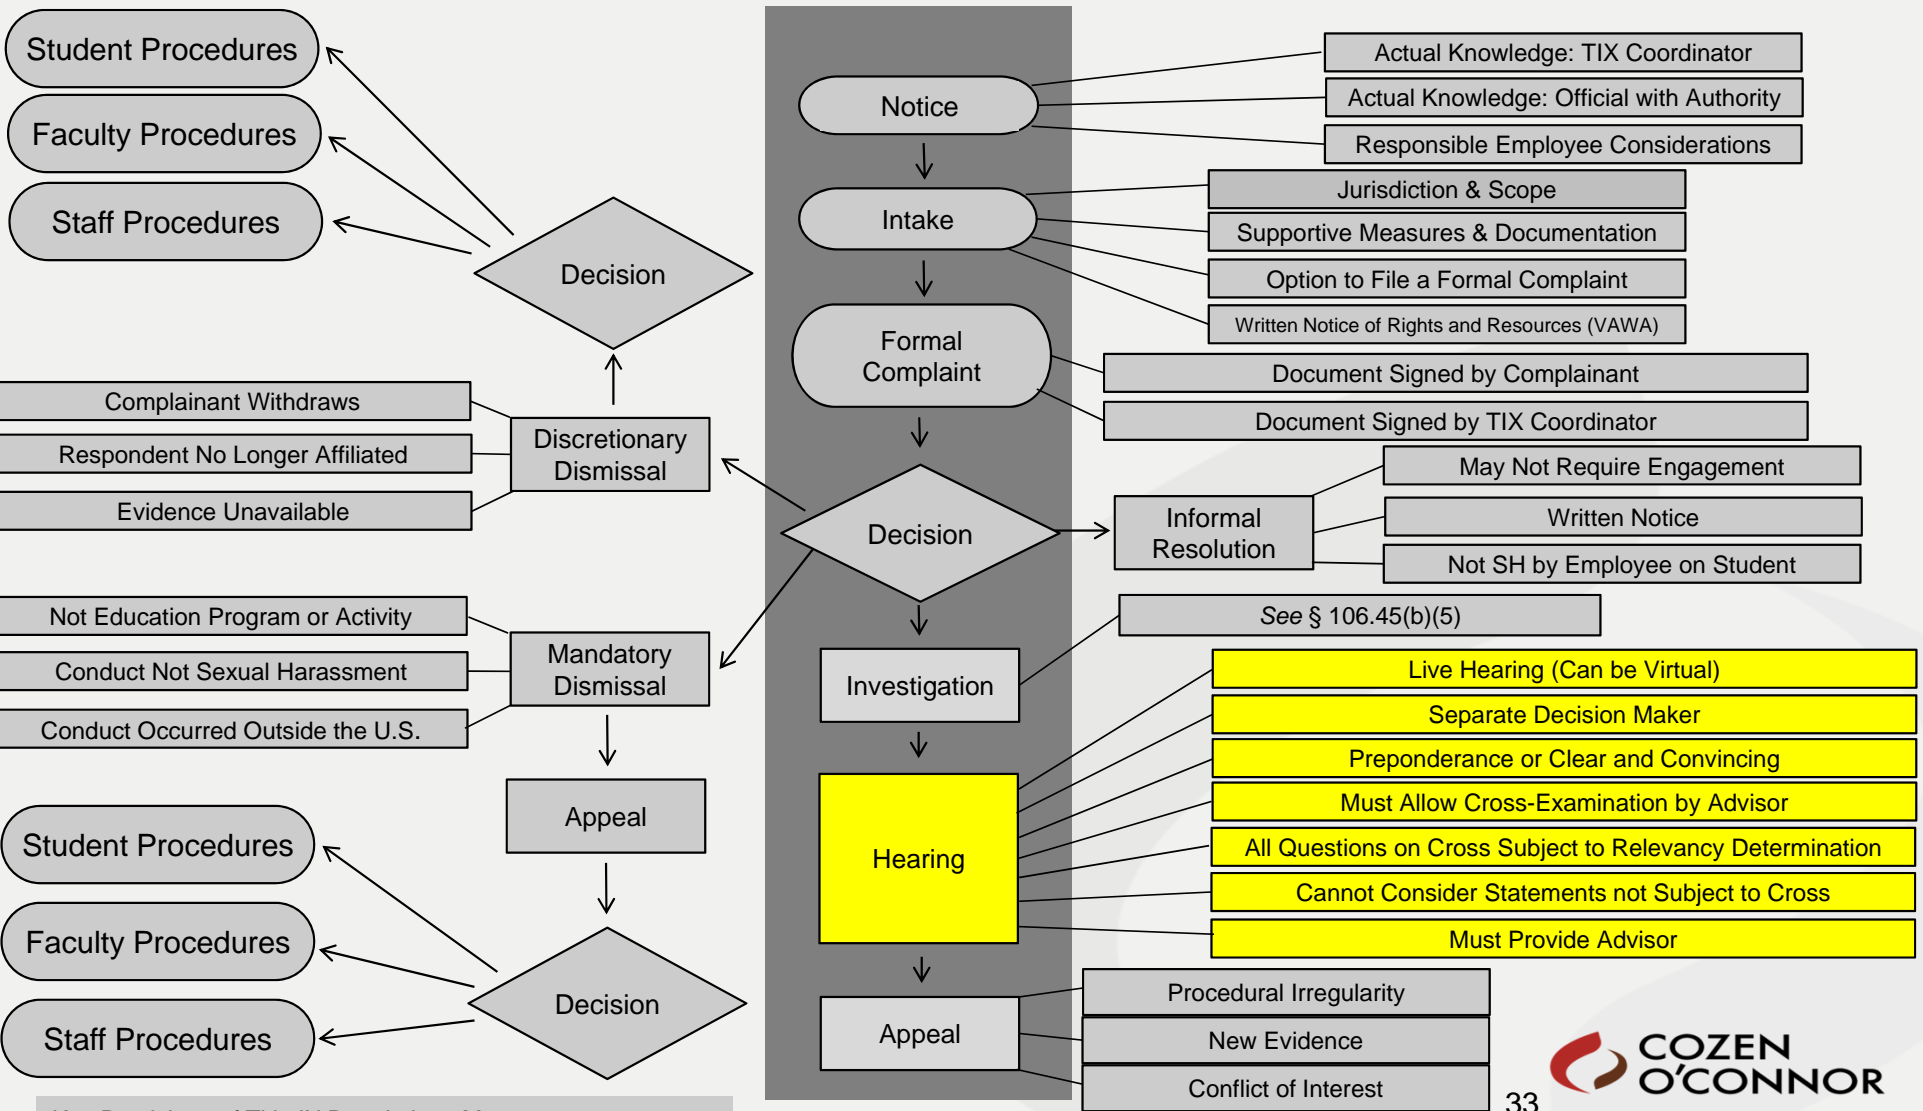 Student Procedures
Faculty Procedures
Staff Procedures
Decision
Complainant Withdraws
Respondent No Longer Affiliated
Evidence Unavailable
Discretionary
Dismissal
Not Education Program or Activity
Conduct Not Sexual Harassment
Conduct Occurred Outside the U.S.
Mandatory
Dismissal
Appeal
Student Procedures
Faculty Procedures
Staff Procedures
Decision
Notice
Actual Knowledge: TIX Coordinator
Actual Knowledge: Official with Authority
Responsible Employee Considerations
Intake
Jurisdiction & Scope
Supportive Measures & Documentation
Option to File a Formal Complaint
Written Notice of Rights and Resources (VAWA)
Formal
Complaint
Document Signed by Complainant
Document Signed by TIX Coordinator
Decision
Informal
Resolution
May Not Require Engagement
Written Notice
Not SH by Employee on Student
Investigation
See § 106.45(b)(5)
Hearing
Live Hearing (Can be Virtual)
Separate Decision Maker
Preponderance or Clear and Convincing
Must Allow Cross-Examination by Advisor
All Questions on Cross Subject to Relevancy Determination
Cannot Consider Statements not Subject to Cross
Must Provide Advisor
Appeal
Procedural Irregularity
New Evidence
Conflict of Interest
COZEN
O'CONNOR
33